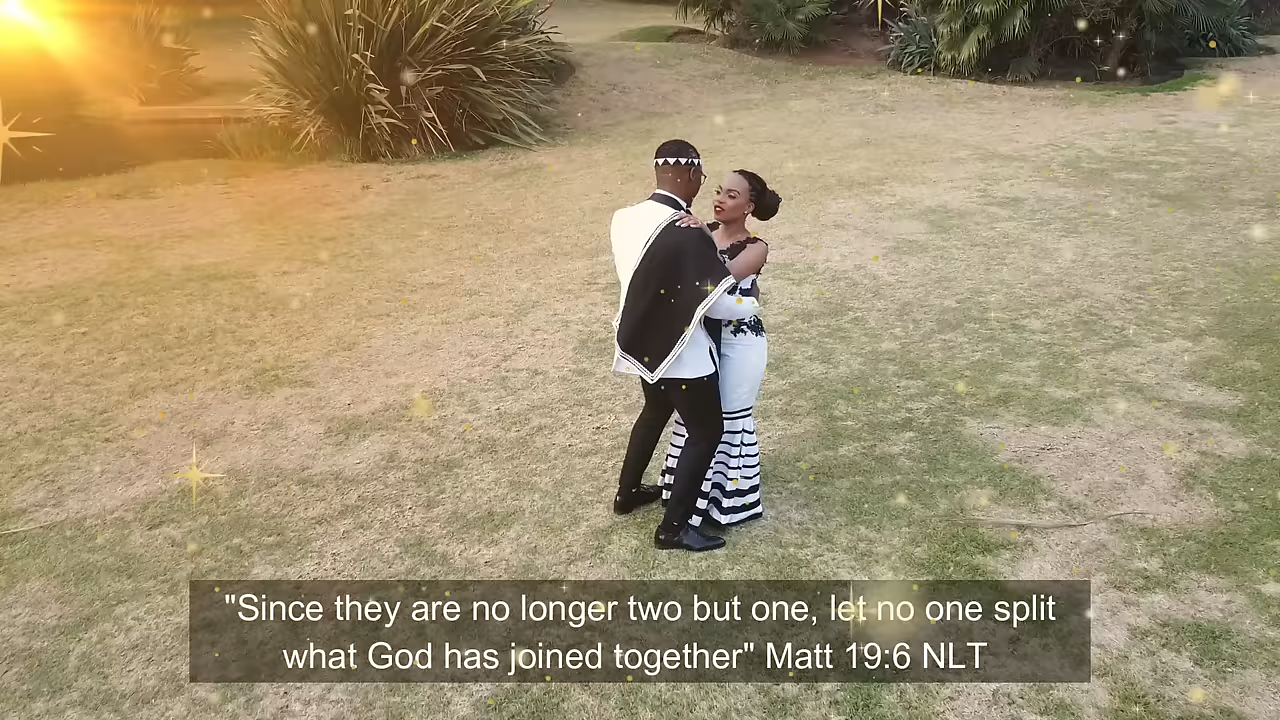 "Since they are no longer two but one, let no one split
what God has joined together" Matt 19:6 NLT